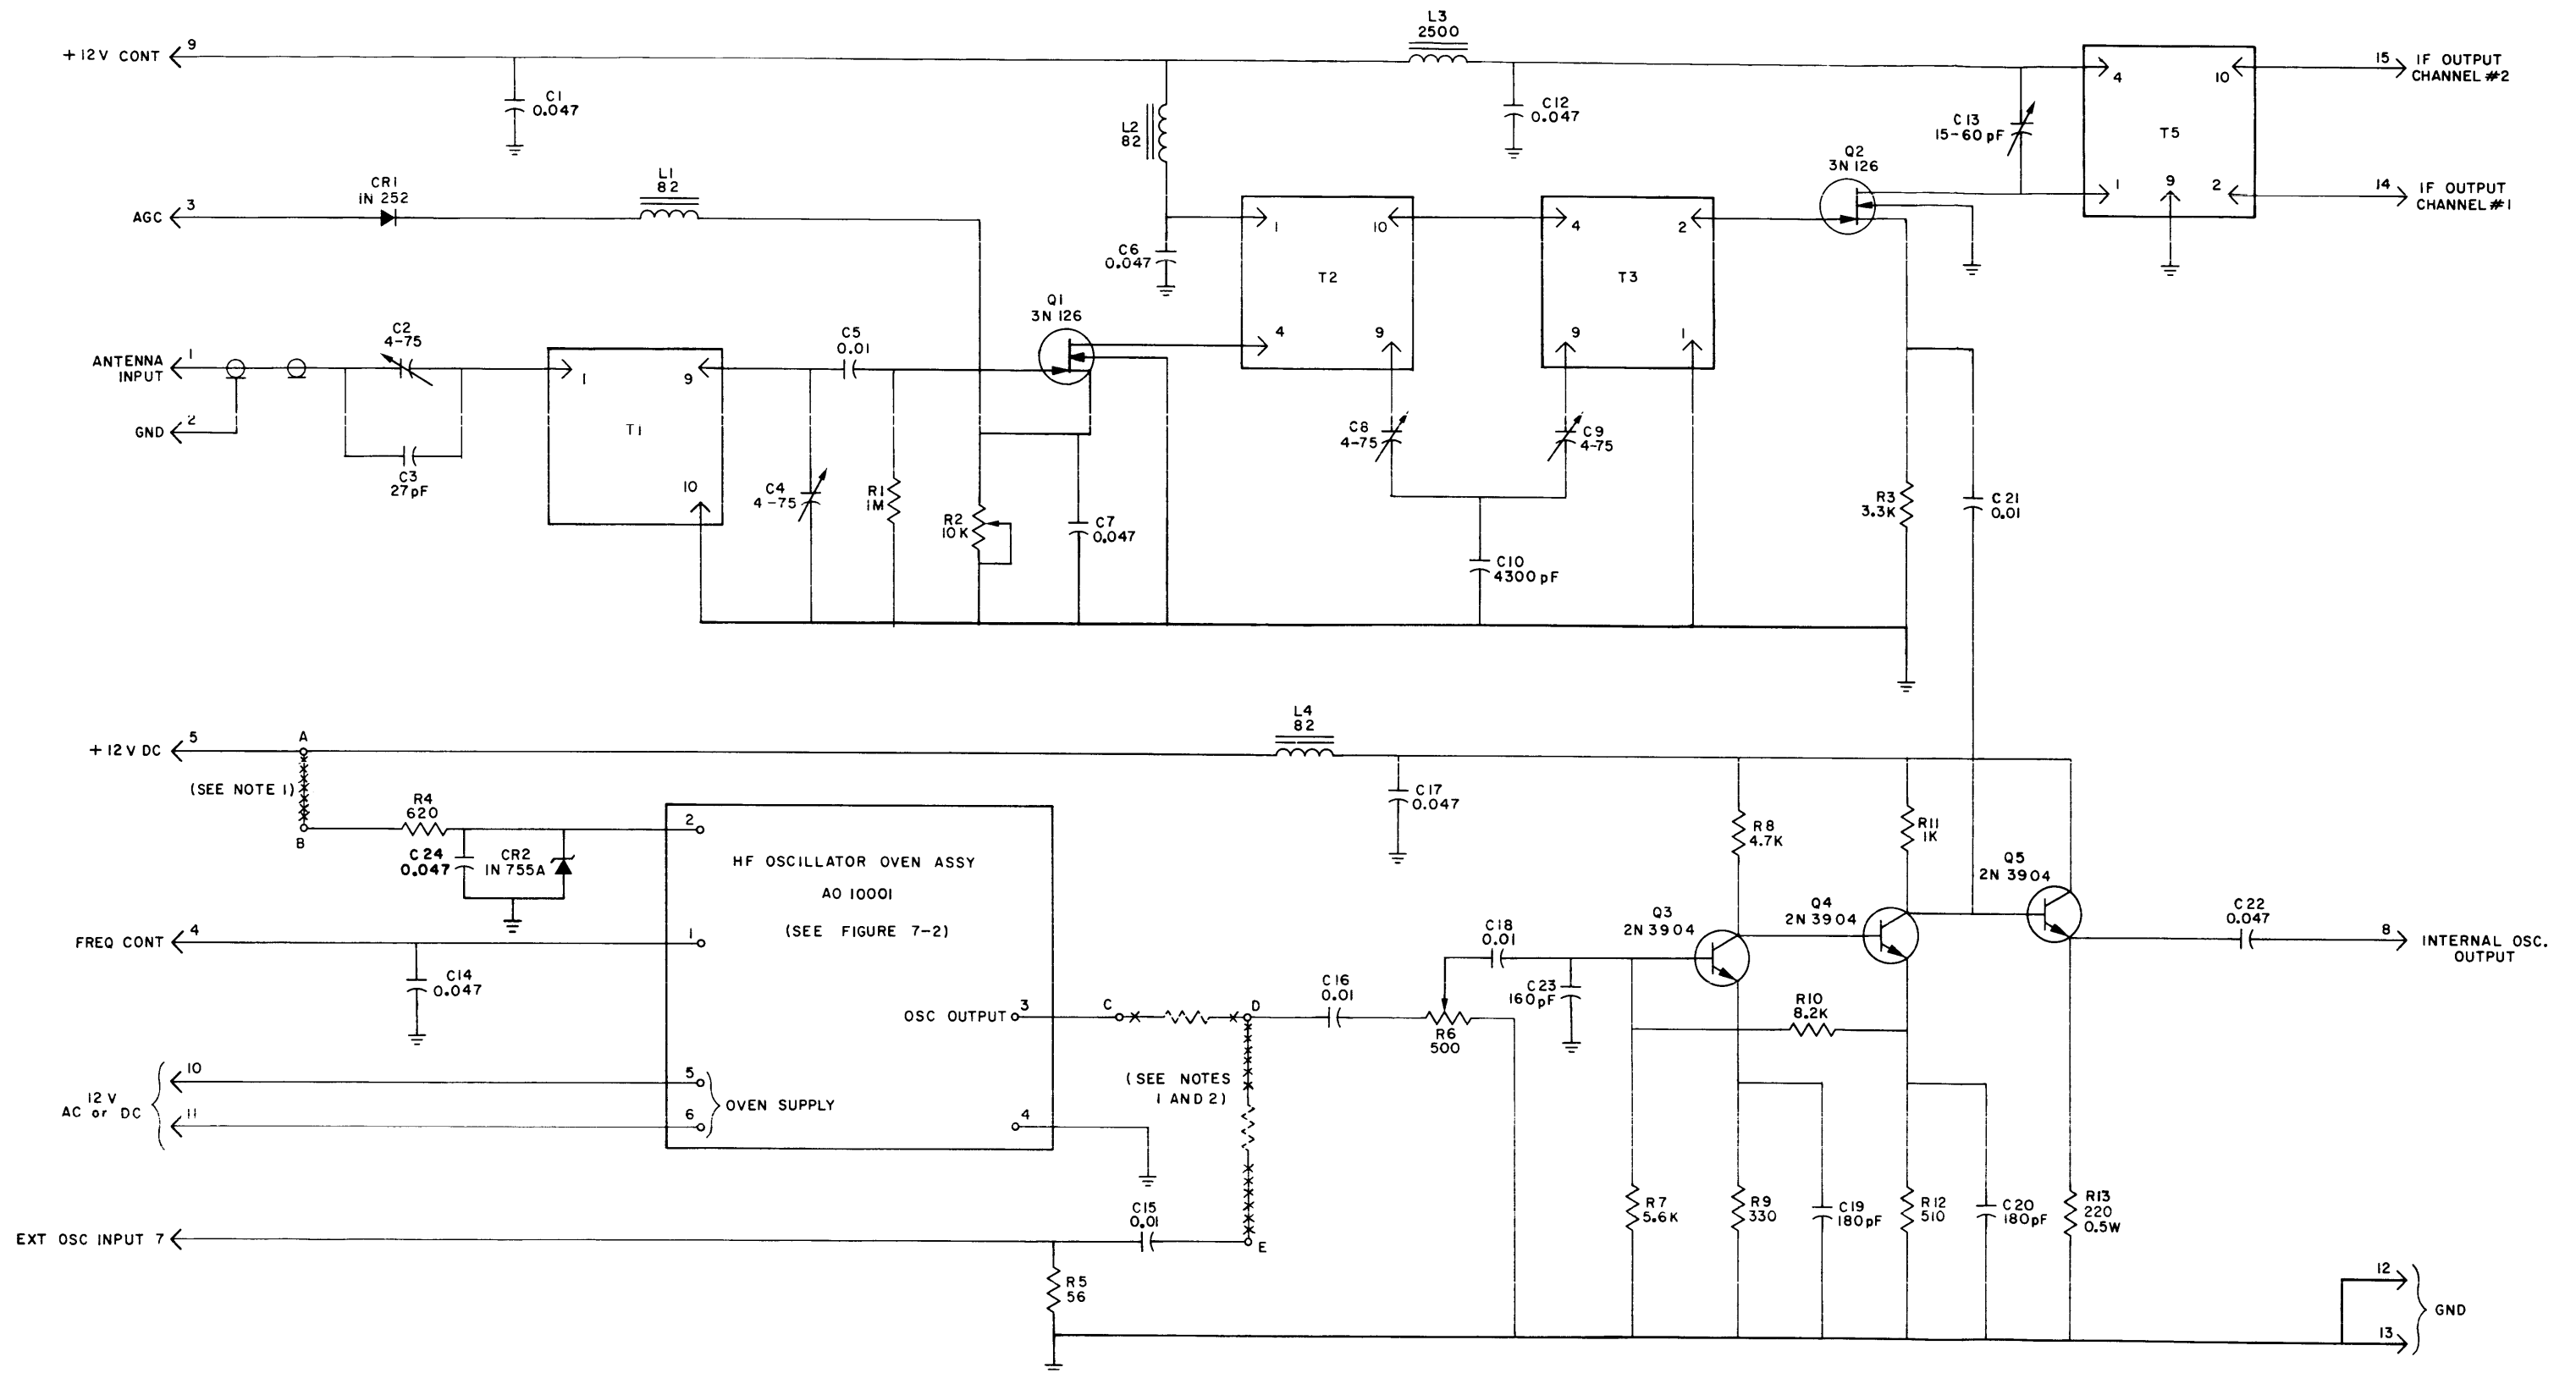 L3
2500
+12V CONT
9
C1
0.047
L2
82
C12
0.047
C13
15-60 pF
4
10
T5
1
9
2
15
IF OUTPUT
CHANNEL #2
14
IF OUTPUT
CHANNEL #1
AGC
3
CR1
IN 252
L1
82
C6
0.047
1
10
T2
4
9
4
2
T3
9
1
Q2
3N 126
ANTENNA
INPUT
1
GND
2
C2
4-75
C3
27pF
1
9
T1
10
C5
0.01
C4
4-75
R1
1M
R2
10K
Q1
3N 126
C7
0.047
C8
4-75
C9
4-75
C10
4300pF
R3
3.3K
C21
0.01
+12V DC
5
A
(SEE NOTE 1)
B
R4
620
C24
0.047
CR2
IN 755A
L4
82
C17
0.047
2
HF OSCILLATOR OVEN ASSY
AO 10001
(SEE FIGURE 7-2)
1
OSC OUTPUT
3
5
6
OVEN SUPPLY
4
FREQ CONT
4
C14
0.047
12 V
AC or DC
10
11
C
D
(SEE NOTES
1 AND 2)
E
C16
0.01
R6
500
C18
0.01
C23
160pF
Q3
2N 3904
Q4
2N 3904
Q5
2N 3904
R8
4.7K
R11
1K
R10
8.2K
C22
0.047
8
INTERNAL OSC.
OUTPUT
R7
5.6K
R9
330
C19
180pF
R12
510
C20
180pF
R13
220
0.5W
EXT OSC INPUT 7
C15
0.01
R5
56
12
13
GND